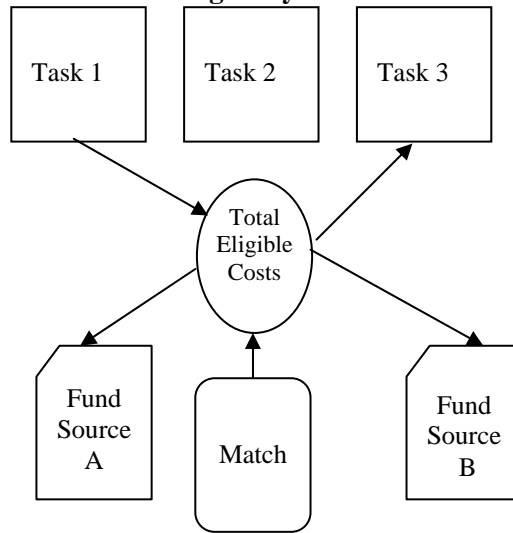 Task 1
Task 2
Task 3
Total
Eligible
Costs
Fund
Source
A
Match
Fund
Source
B